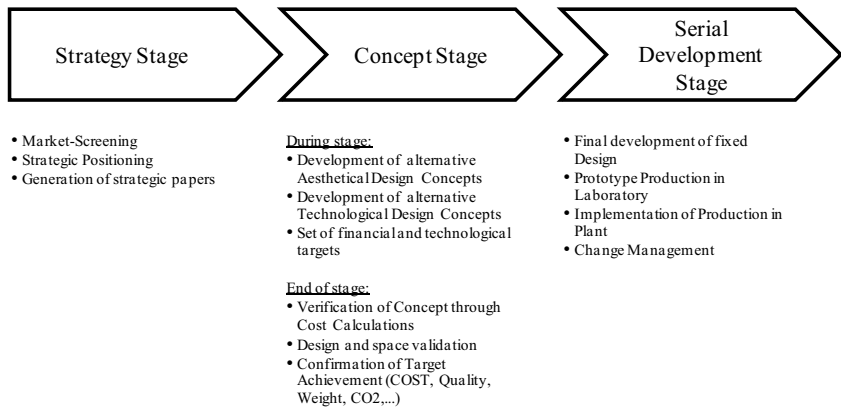 Strategy Stage
Concept Stage
Serial
Development
Stage
• Market-Screening
• Strategic Positioning
• Generation of strategic papers
During stage:
• Development of alternative
Aesthetical Design Concepts
• Development of alternative
Technological Design Concepts
• Set of financial and technological
targets
End of stage:
• Verification of Concept through
Cost Calculations
• Design and space validation
• Confirmation of Target
Achievement (COST, Quality,
Weight, CO2,...)
• Final development of fixed
Design
• Prototype Production in
Laboratory
• Implementation of Production in
Plant
• Change Management